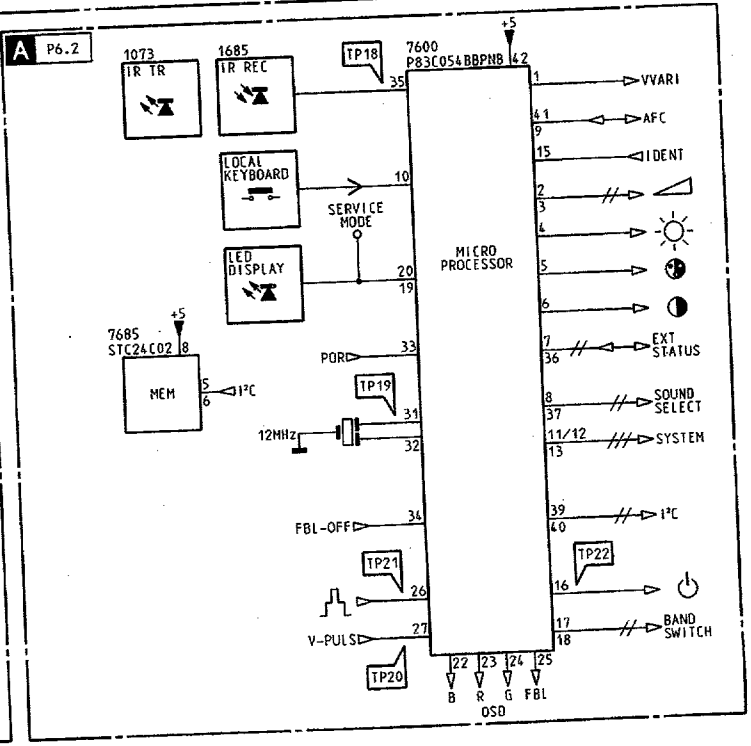 A P6.2
1073
IR TR
1685
IR REC
TP18
7600
P83C054BBPNB
+5
42
35
1
VVARI
41
9
AFC
15
IDENT
LOCAL
KEYBOARD
10
2
3
SERVICE
MODE
4
MICRO
PROCESSOR
LED
DISPLAY
20
19
5
6
+5
7685
STC24C02
8
MEM
5
6
I²C
POR
33
7
36
EXT
STATUS
TP19
31
32
12MHz
8
37
SOUND
SELECT
11/12
13
SYSTEM
FBL-OFF
34
39
40
I²C
TP21
26
TP22
16
V-PULS
27
17
18
BAND
SWITCH
TP20
22
23
24
25
B R G FBL
OSD